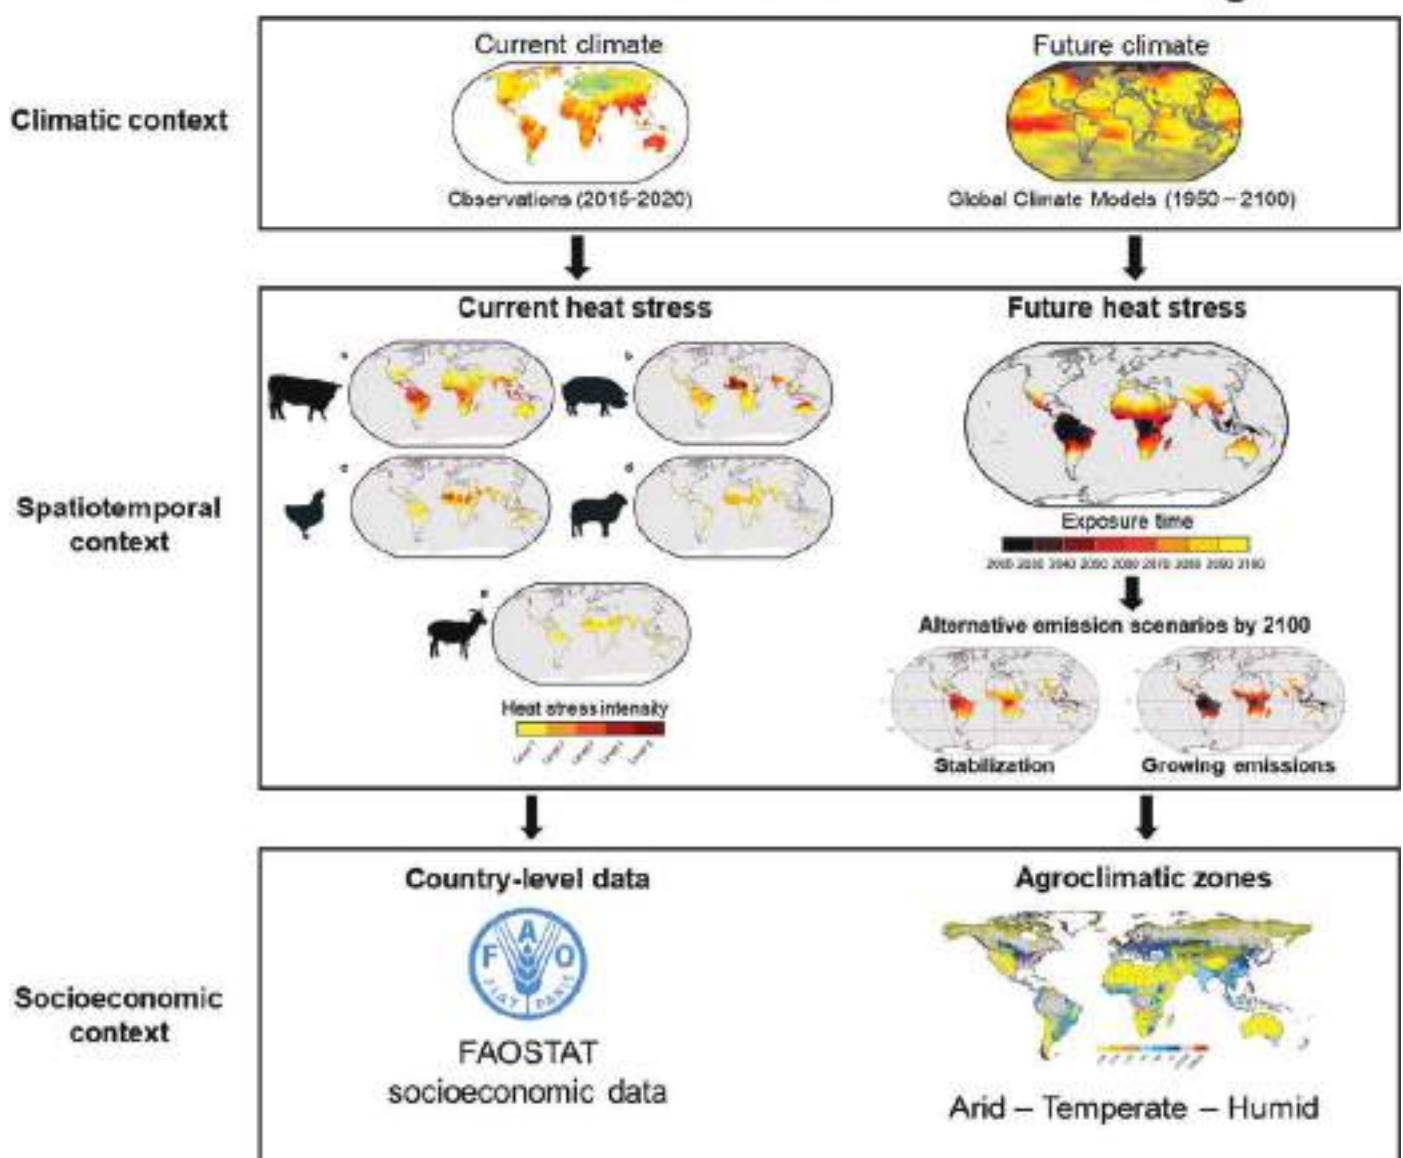 Climatic context
Current climate
Observations (2015-2020)
Future climate
Global Climate Models (1950 – 2100)
Spatiotemporal
context
Current heat stress
a
b
c
d
e
Heat stress intensity
Future heat stress
Exposure time
Alternative emission scenarios by 2100
Stabilization
Growing emissions
Socioeconomic
context
Country-level data
F A O
FIAT PANIS
FAOSTAT
socioeconomic data
Agroclimatic zones
Arid – Temperate – Humid